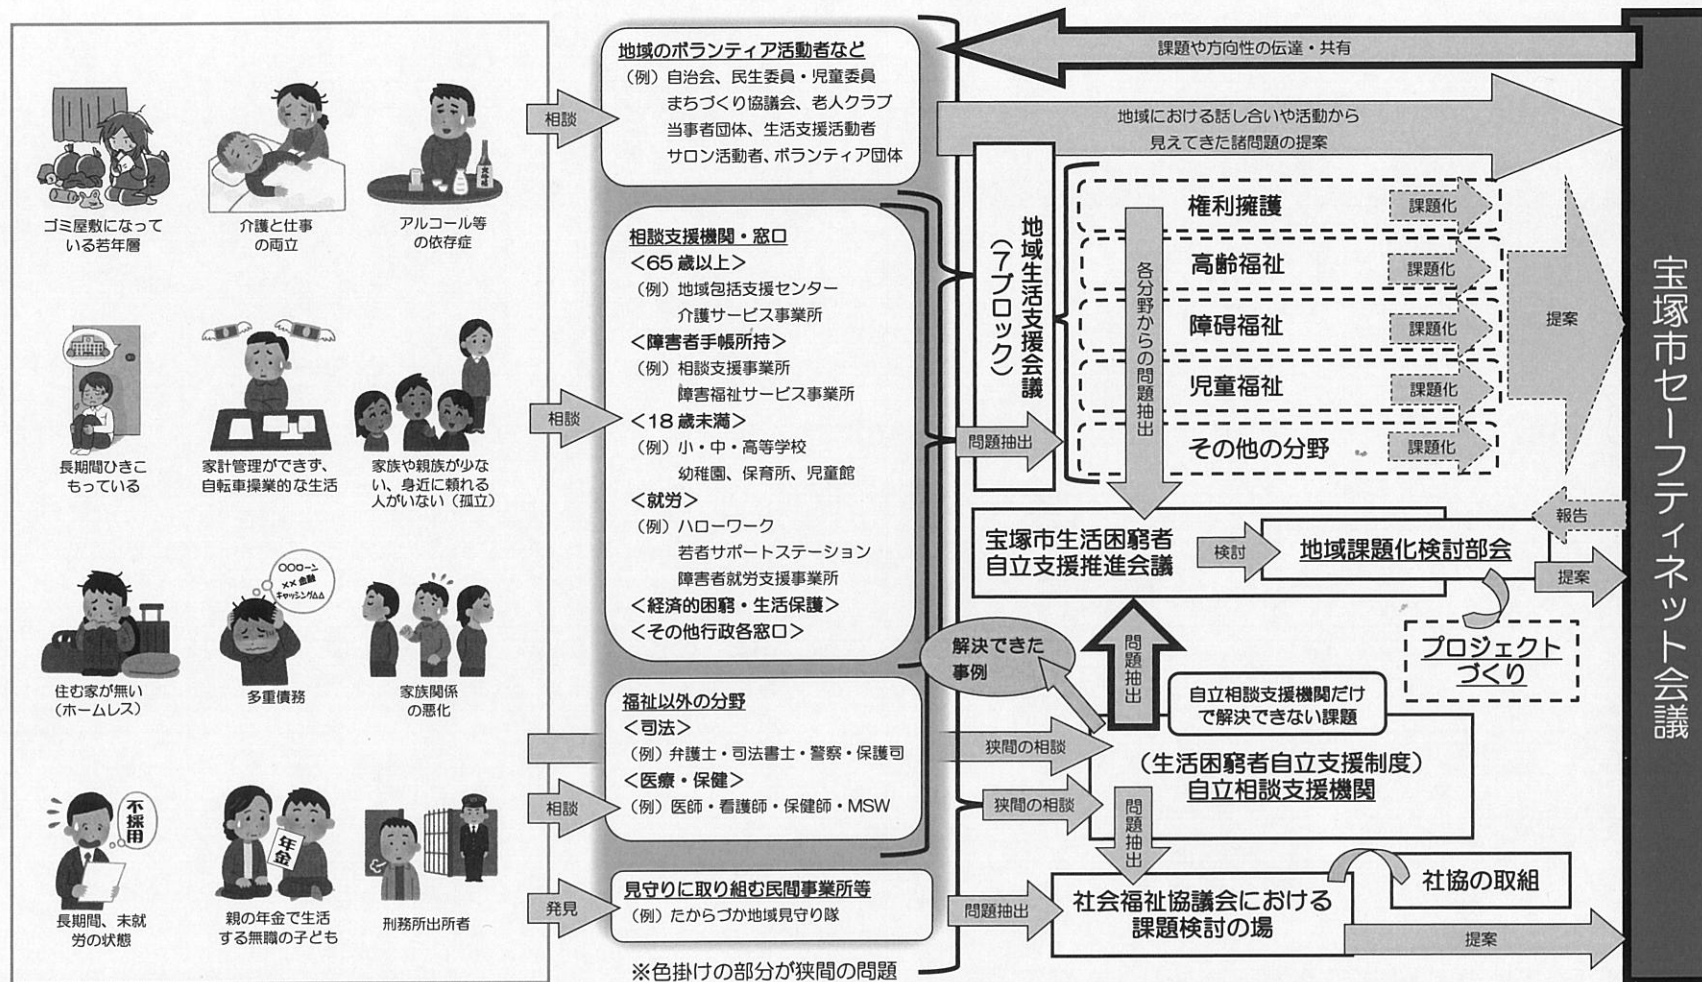 ゴミ屋敷になって
いる若年層
介護と仕事
の両立
アルコール等
の依存症
長期間ひきこ
もっている
家計管理ができず、
自転車操業的な生活
家族や親族が少な
い、身近に頼れる
人がいない（孤立）
〇〇ローン
××金融
キャッシング△△
住む家が無い
（ホームレス）
多重債務
家族関係
の悪化
不採用
年金
長期間、未就
労の状態
親の年金で生活
する無職の子ども
刑務所出所者
相談
相談
相談
発見
地域のボランティア活動者など
（例）自治会、民生委員・児童委員
まちづくり協議会、老人クラブ
当事者団体、生活支援活動者
サロン活動者、ボランティア団体
相談支援機関・窓口
＜65歳以上＞
（例）地域包括支援センター
介護サービス事業所
＜障害者手帳所持＞
（例）相談支援事業所
障害福祉サービス事業所
＜18歳未満＞
（例）小・中・高等学校
幼稚園、保育所、児童館
＜就労＞
（例）ハローワーク
若者サポートステーション
障害者就労支援事業所
＜経済的困窮・生活保護＞
＜その他行政各窓口＞
福祉以外の分野
＜司法＞
（例）弁護士・司法書士・警察・保護司
＜医療・保健＞
（例）医師・看護師・保健師・MSW
見守りに取り組む民間事業所等
（例）たからづか地域見守り隊
※色掛けの部分が狭間の問題
課題や方向性の伝達・共有
地域における話し合いや活動から
見えてきた諸問題の提案
地域生活支援会議
（7ブロック）
問題抽出
権利擁護
課題化
高齢福祉
課題化
障碍福祉
課題化
児童福祉
課題化
その他の分野
課題化
各分野からの問題抽出
提案
宝塚市生活困窮者
自立支援推進会議
検討
地域課題化検討部会
報告
提案
プロジェクト
づくり
解決できた
事例
問題抽出
自立相談支援機関だけ
で解決できない課題
狭間の相談
（生活困窮者自立支援制度）
自立相談支援機関
狭間の相談
問題抽出
問題抽出
社会福祉協議会における
課題検討の場
社協の取組
提案
宝塚市セーフティネット会議